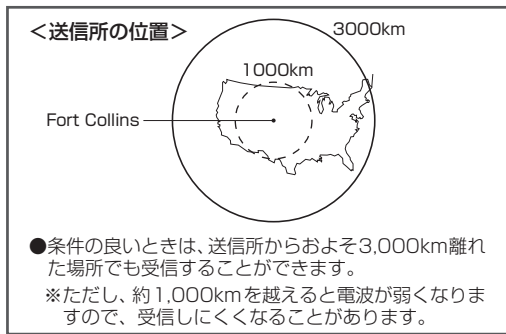 ＜送信所の位置＞
3000km
1000km
Fort Collins
●条件の良いときは、送信所からおよそ3,000km離れ
た場所でも受信することができます。
※ただし、約1,000kmを越えると電波が弱くなりま
すので、受信しにくくなることがあります。